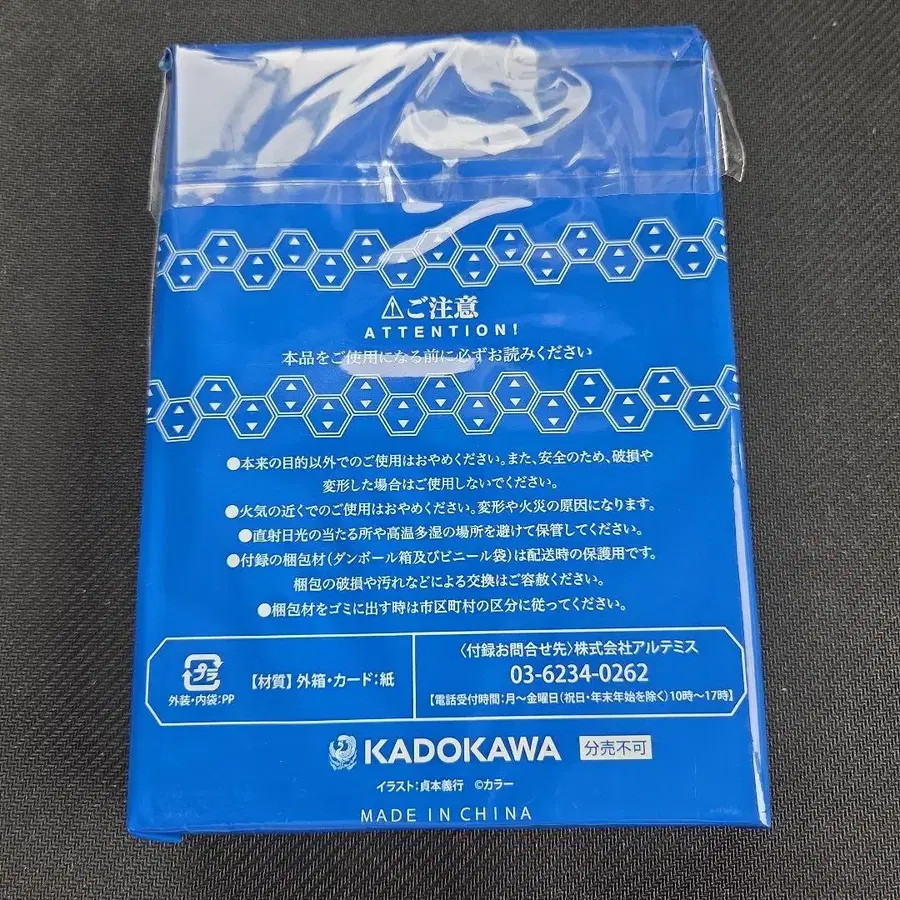 ⚠ご注意
ATTENTION!
本品をご使用になる前に必ずお読みください
●本来の目的以外でのご使用はおやめください。また、安全のため、破損や
変形した場合はご使用しないでください。
●火気の近くでのご使用はおやめください。変形や火災の原因になります。
●直射日光の当たる所や高温多湿の場所を避けて保管してください。
●付録の梱包材(ダンボール箱及びビニール袋)は配送時の保護用です。
梱包の破損や汚れなどによる交換はご容赦ください。
●梱包材をゴミに出す時は市区町村の区分に従ってください。
プラ
外装・内袋:PP
【材質】外箱・カード:紙
〈付録お問合せ先〉株式会社アルテミス
03-6234-0262
【電話受付時間:月〜金曜日(祝日・年末年始を除く)10時〜17時】
KADOKAWA 分売不可
イラスト:貞本義行 ©カラー
MADE IN CHINA